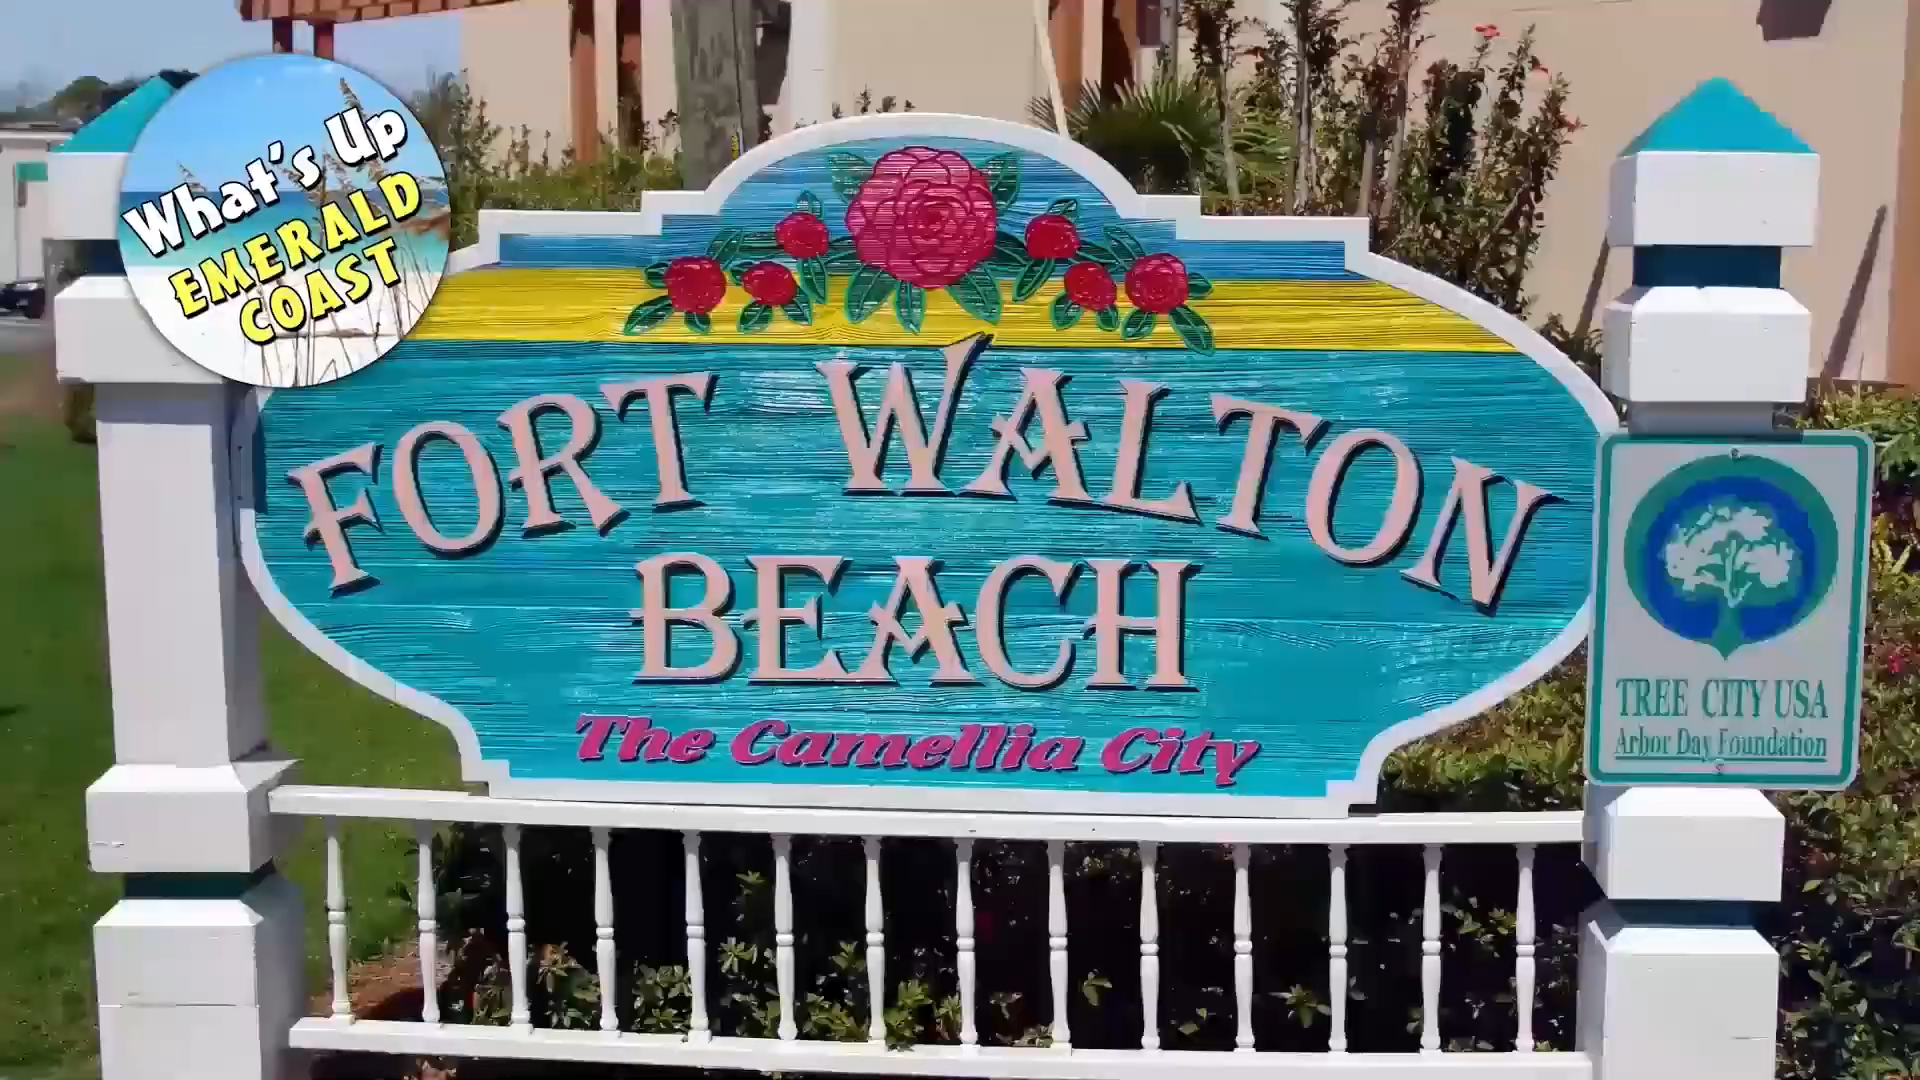 What's Up
EMERALD
COAST
FORT WALTON
BEACH
The Camellia City
TREE CITY USA
Arbor Day Foundation